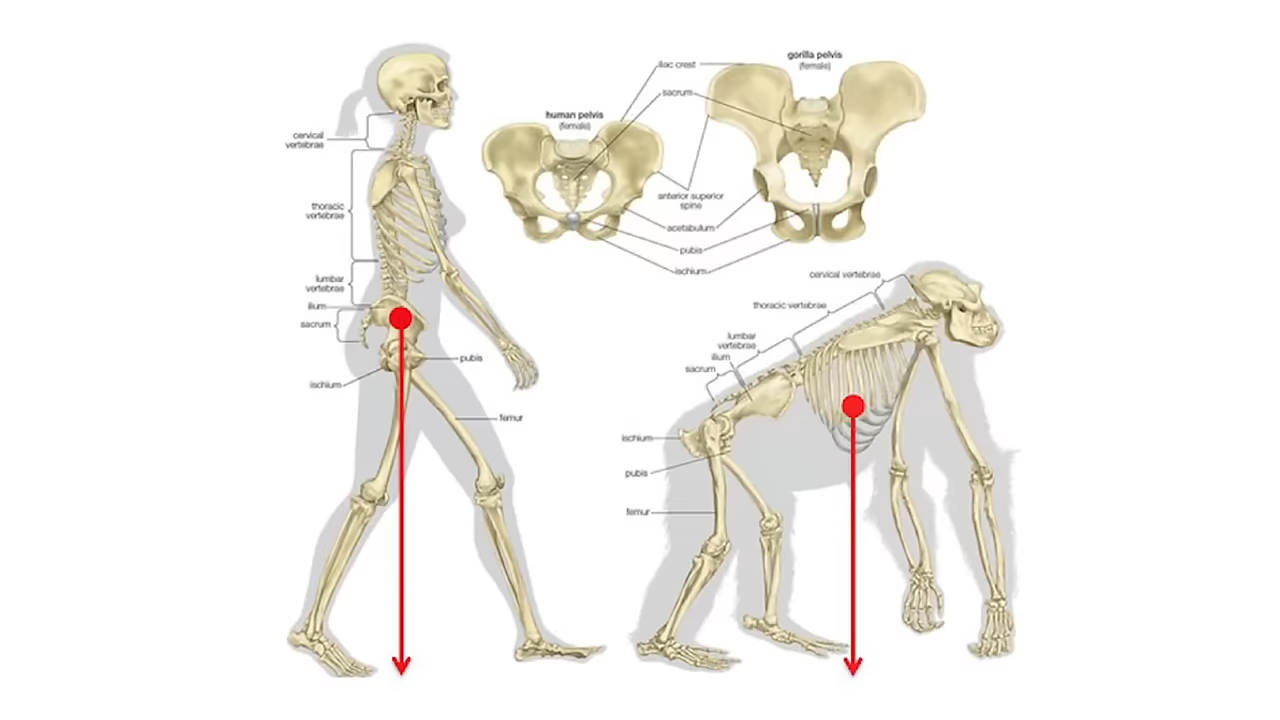 gorilla pelvis
(female)
iliac crest
sacrum
human pelvis
(female)
cervical
vertebrae
anterior superior
spine
thoracic
vertebrae
acetabulum
pubis
ischium
cervical vertebrae
lumbar
vertebrae
thoracic vertebrae
ilium
sacrum
lumbar
vertebrae
ilium
sacrum
pubis
ischium
femur
ischium
pubis
femur